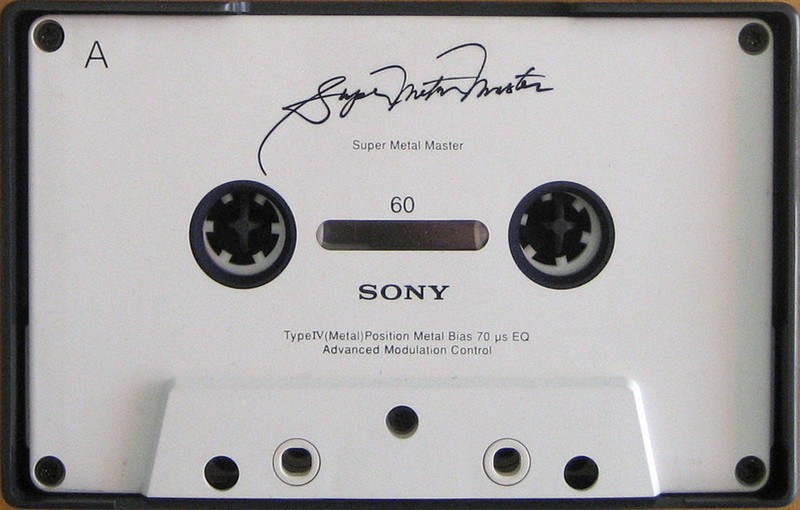 A
Super Metal Master
Super Metal Master
60
SONY
TypeⅣ(Metal)Position Metal Bias 70 µs EQ
Advanced Modulation Control